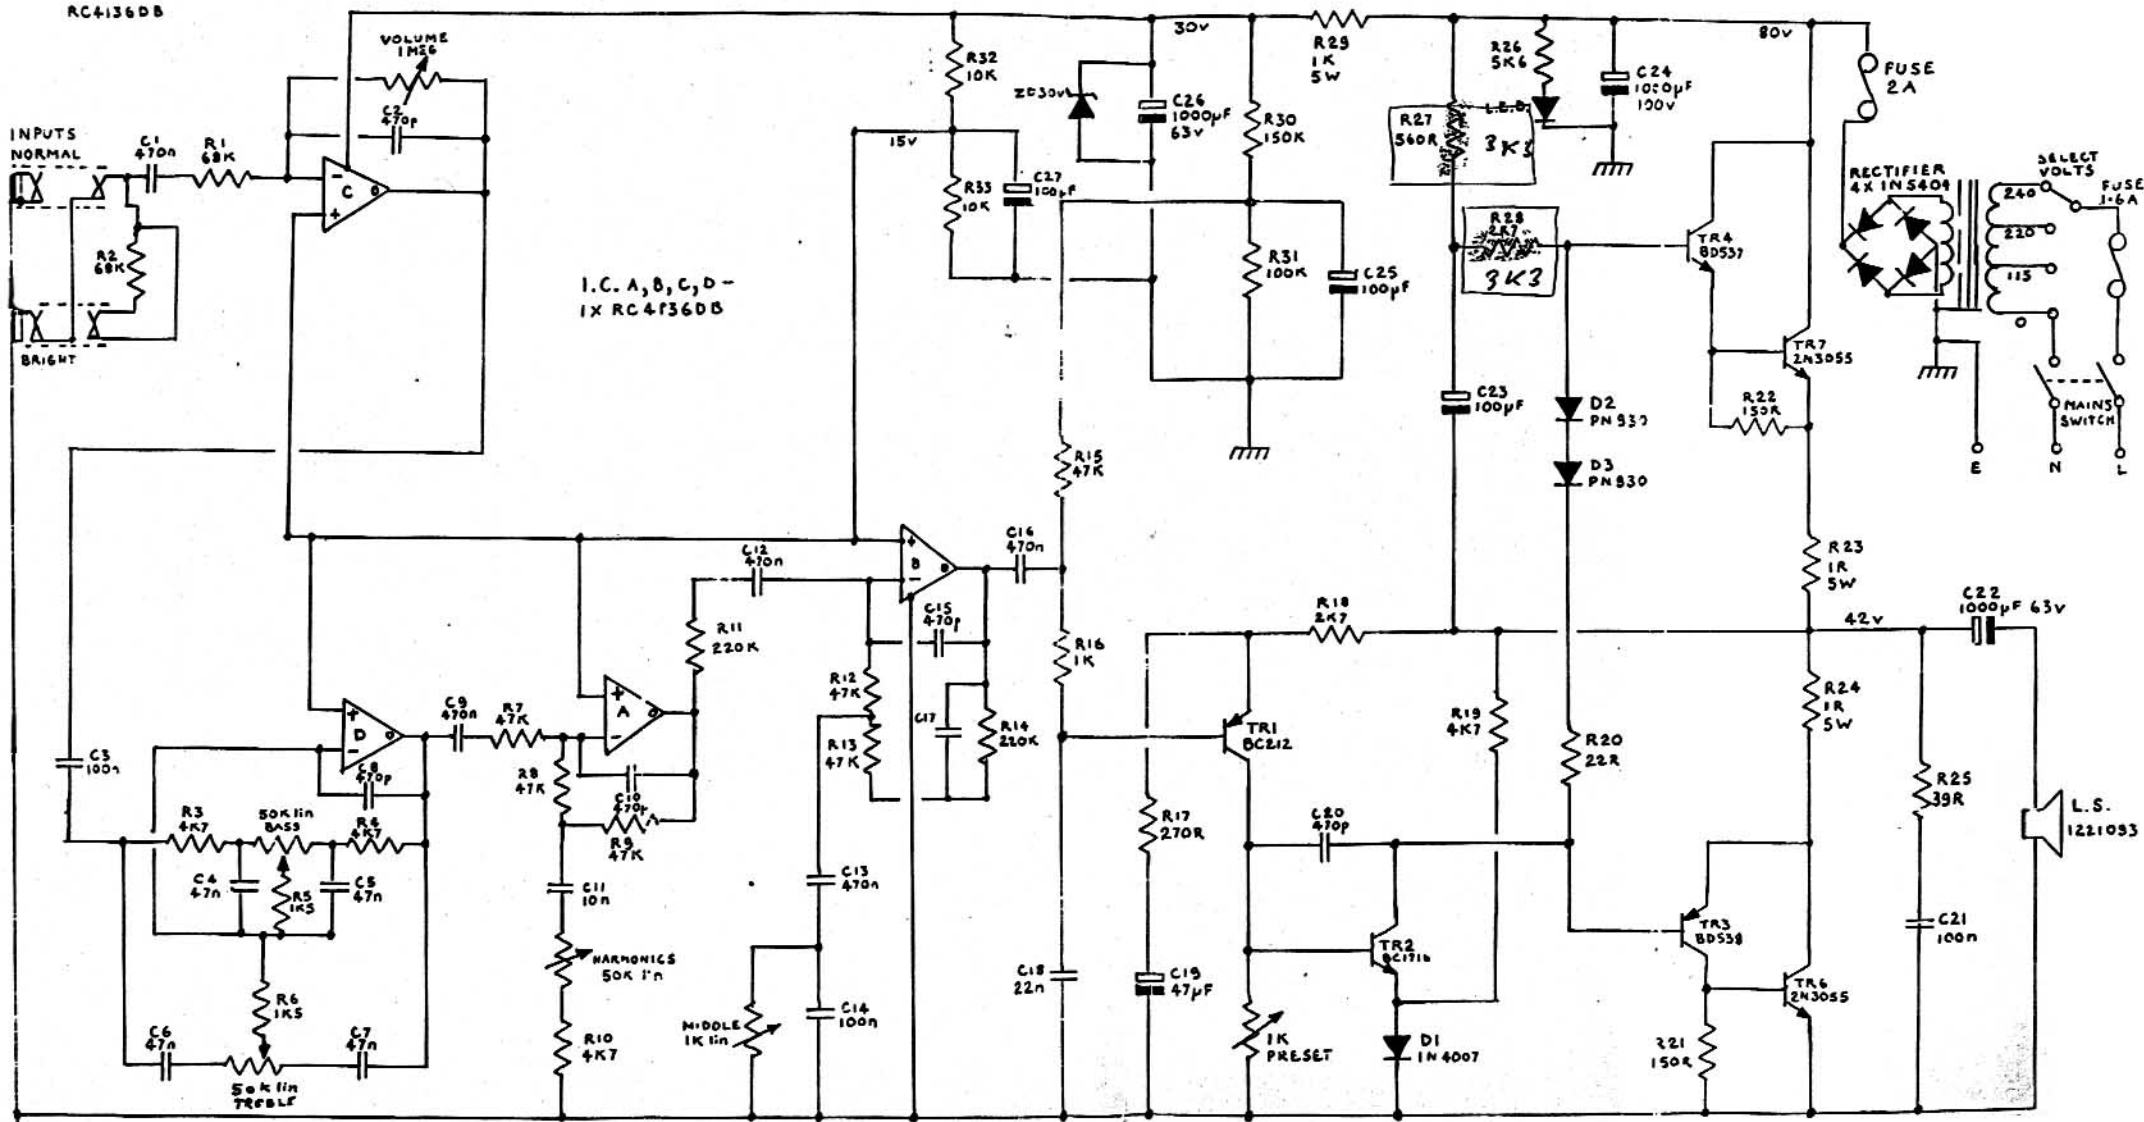 RC4136DB
VOLUME
1MEG
C2
470p
INPUTS
NORMAL
C1
470n
R1
68K
R2
68K
BRIGHT
C
-
+
O
I.C. A,B,C,D -
1X RC4136DB
R32
10K
15v
R33
10K
C27
100µF
ZD30v
C26
1000µF
63v
30v
R30
150K
R31
100K
C25
100µF
R29
1K
5W
R27
560R
3K3
R26
5K6
L.E.D.
C24
1000µF
100v
80v
FUSE
2A
RECTIFIER
4X IN5404
SELECT
VOLTS
240
220
115
O
FUSE
1.6A
MAINS
SWITCH
E
N
L
R28
2R7
3K3
TR4
BD537
TR7
2N3055
R22
150R
C23
100µF
D2
PN930
D3
PN930
R15
47K
C16
470n
R16
1K
B
+
-
O
C12
470n
C15
470p
R11
220K
R12
47K
R13
47K
C17
R14
220K
C9
470n
R7
47K
A
+
-
O
D
+
-
O
C8
470p
R8
47K
C10
470p
R9
47K
C3
100n
R3
4K7
50K lin
BASS
R4
4K7
C4
47n
R5
1K5
C5
47n
R6
1K5
C6
47n
C7
47n
50K lin
TREBLE
C11
10n
HARMONICS
50K lin
R10
4K7
C13
470n
MIDDLE
1K lin
C14
100n
C18
22n
R17
270R
C19
47µF
R18
2K7
TR1
BC212
C20
470p
R19
4K7
TR2
1K
PRESET
D1
1N4007
R20
22R
R23
1R
5W
42v
C22
1000µF 63v
R24
1R
5W
R25
39R
C21
100n
L.S.
1221093
TR3
BD538
TR6
2N3055
R21
150R